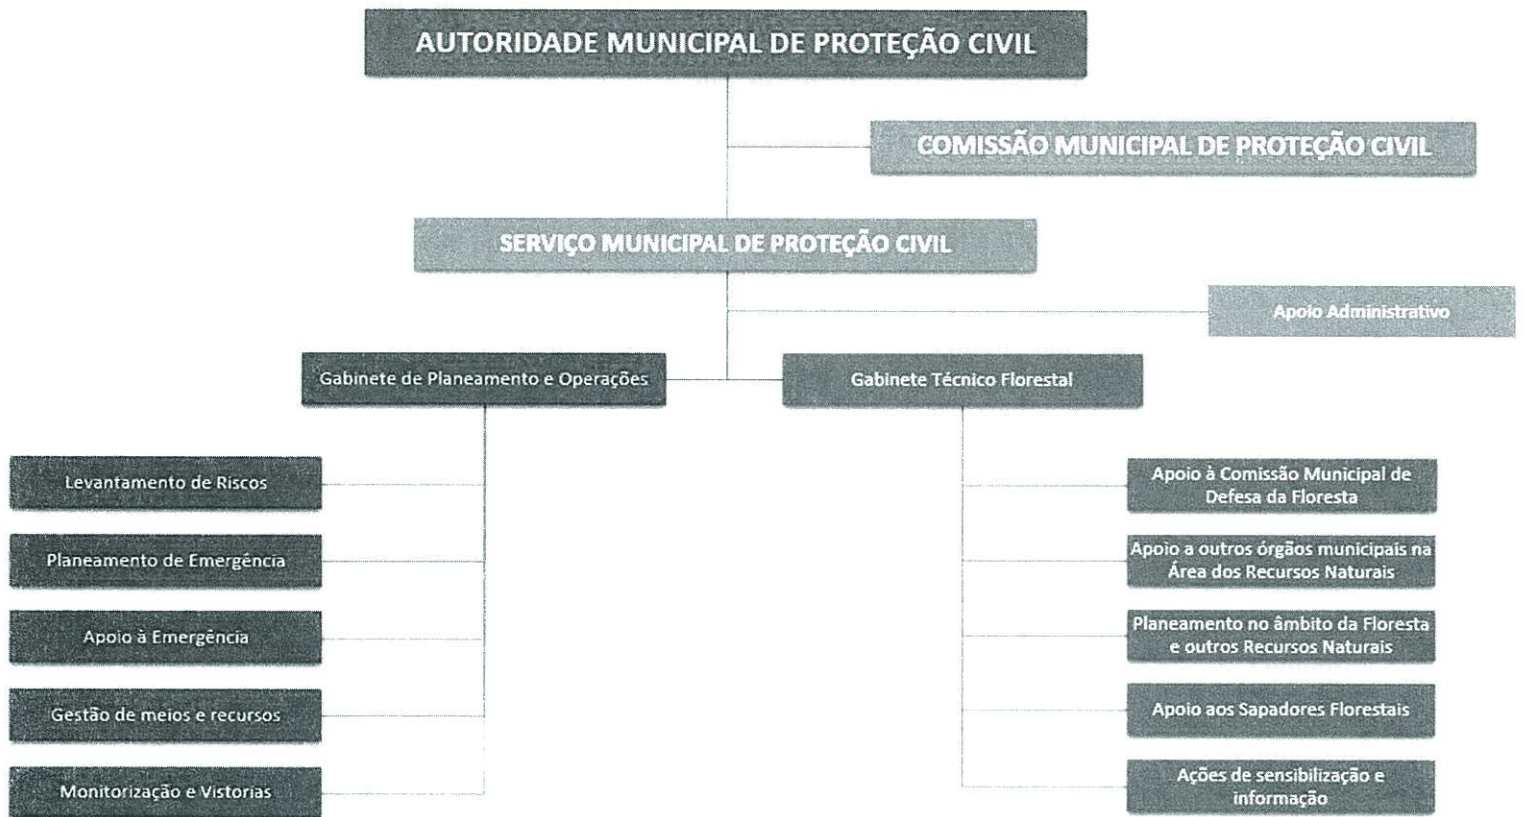 AUTORIDADE MUNICIPAL DE PROTEÇÃO CIVIL
COMISSÃO MUNICIPAL DE PROTEÇÃO CIVIL
SERVIÇO MUNICIPAL DE PROTEÇÃO CIVIL
Apoio Administrativo
Gabinete de Planeamento e Operações
Gabinete Técnico Florestal
Levantamento de Riscos
Planeamento de Emergência
Apoio à Emergência
Gestão de meios e recursos
Monitorização e Vistorias
Apoio à Comissão Municipal de
Defesa da Floresta
Apoio a outros órgãos municipais na
Área dos Recursos Naturais
Planeamento no âmbito da Floresta
e outros Recursos Naturais
Apoio aos Sapadores Florestais
Ações de sensibilização e
informação